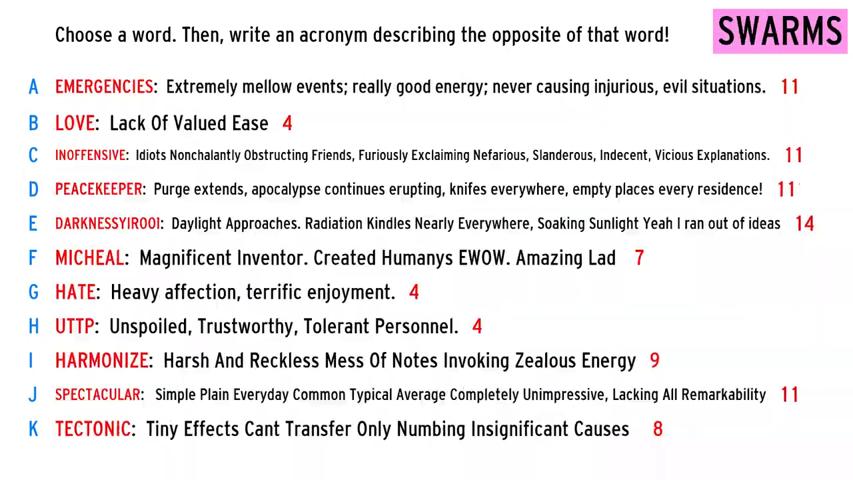 Choose a word. Then, write an acronym describing the opposite of that word! SWARMS
A EMERGENCIES: Extremely mellow events; really good energy; never causing injurious, evil situations. 11
B LOVE: Lack Of Valued Ease 4
C INOFFENSIVE: Idiots Nonchalantly Obstructing Friends, Furiously Exclaiming Nefarious, Slanderous, Indecent, Vicious Explanations. 11
D PEACEKEEPER: Purge extends, apocalypse continues erupting, knifes everywhere, empty places every residence! 11
E DARKNESSYIROOI: Daylight Approaches. Radiation Kindles Nearly Everywhere, Soaking Sunlight Yeah I ran out of ideas 14
F MICHEAL: Magnificent Inventor. Created Humanys EWOW. Amazing Lad 7
G HATE: Heavy affection, terrific enjoyment. 4
H UTTP: Unspoiled, Trustworthy, Tolerant Personnel. 4
I HARMONIZE: Harsh And Reckless Mess Of Notes Invoking Zealous Energy 9
J SPECTACULAR: Simple Plain Everyday Common Typical Average Completely Unimpressive, Lacking All Remarkability 11
K TECTONIC: Tiny Effects Cant Transfer Only Numbing Insignificant Causes 8